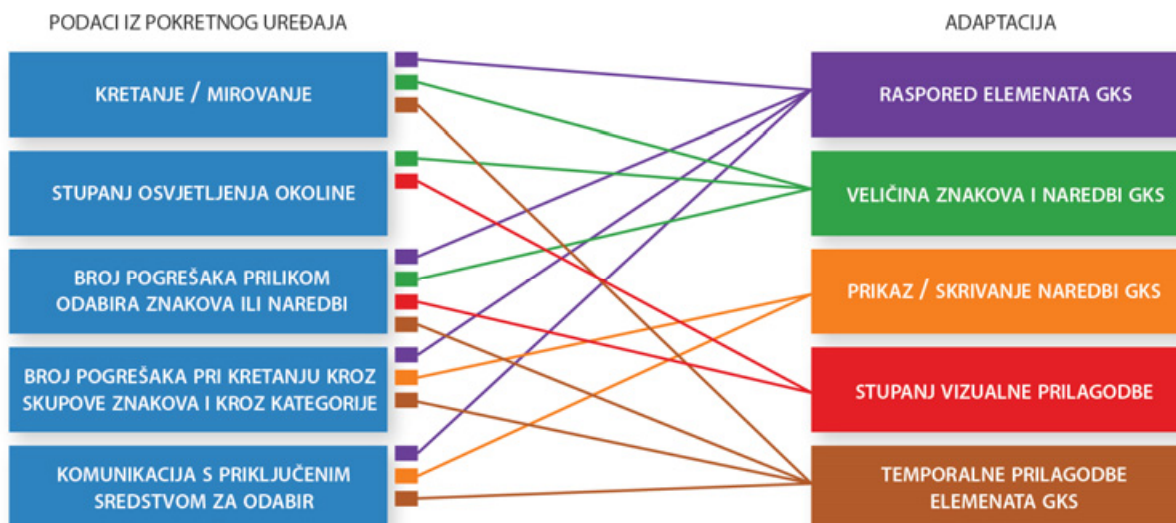 PODACI IZ POKRETNOG UREĐAJA
KRETANJE / MIROVANJE
STUPANJ OSVJETLJENJA OKOLINE
BROJ POGREŠAKA PRILIKOM
ODABIRA ZNAKOVA ILI NAREDBI
BROJ POGREŠAKA PRI KRETANJU KROZ
SKUPOVE ZNAKOVA I KROZ KATEGORIJE
KOMUNIKACIJA S PRIKLJUČENIM
SREDSTVOM ZA ODABIR
ADAPTACIJA
RASPORED ELEMENATA GKS
VELIČINA ZNAKOVA I NAREDBI GKS
PRIKAZ / SKRIVANJE NAREDBI GKS
STUPANJ VIZUALNE PRILAGODBE
TEMPORALNE PRILAGODBE
ELEMENATA GKS